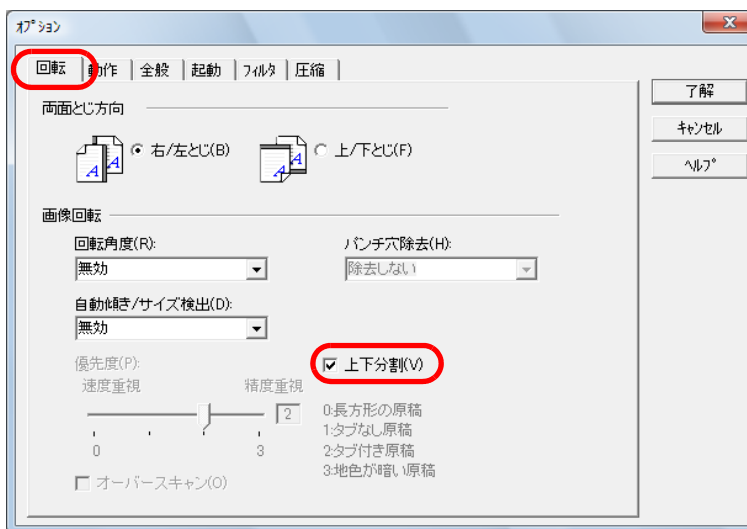 オプション
回転 動作 全般 起動 フィルタ 圧縮
両面とじ方向
A A 右/左とじ(B) A 上/下とじ(F)
了解
キャンセル
ヘルプ
画像回転
回転角度(R): パンチ穴除去(H):
無効 除去しない
自動傾き/サイズ検出(D):
無効
優先度(P): 上下分割(V)
速度重視 精度重視
2 0:長方形の原稿
1:タブなし原稿
0 3 2:タブ付き原稿
3:地色が暗い原稿
オーバースキャン(O)